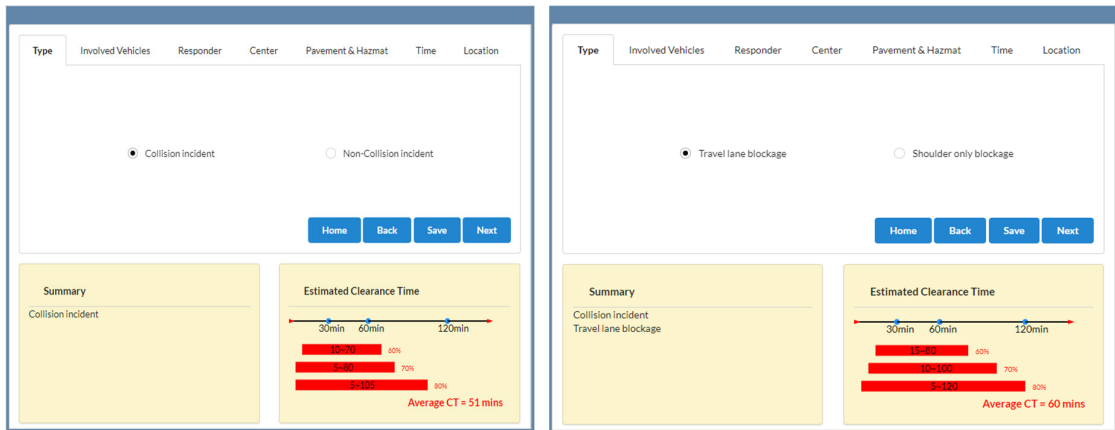 Type Involved Vehicles Responder Center Pavement & Hazmat Time Location
Collision incident Non-Collision incident
Home Back Save Next
Summary
Collision incident
Estimated Clearance Time
30min 60min 120min
10~70 60%
5~80 70%
5~105 80%
Average CT = 51 mins
Type Involved Vehicles Responder Center Pavement & Hazmat Time Location
Travel lane blockage Shoulder only blockage
Home Back Save Next
Summary
Collision incident
Travel lane blockage
Estimated Clearance Time
30min 60min 120min
15~80 60%
10~100 70%
5~120 80%
Average CT = 60 mins